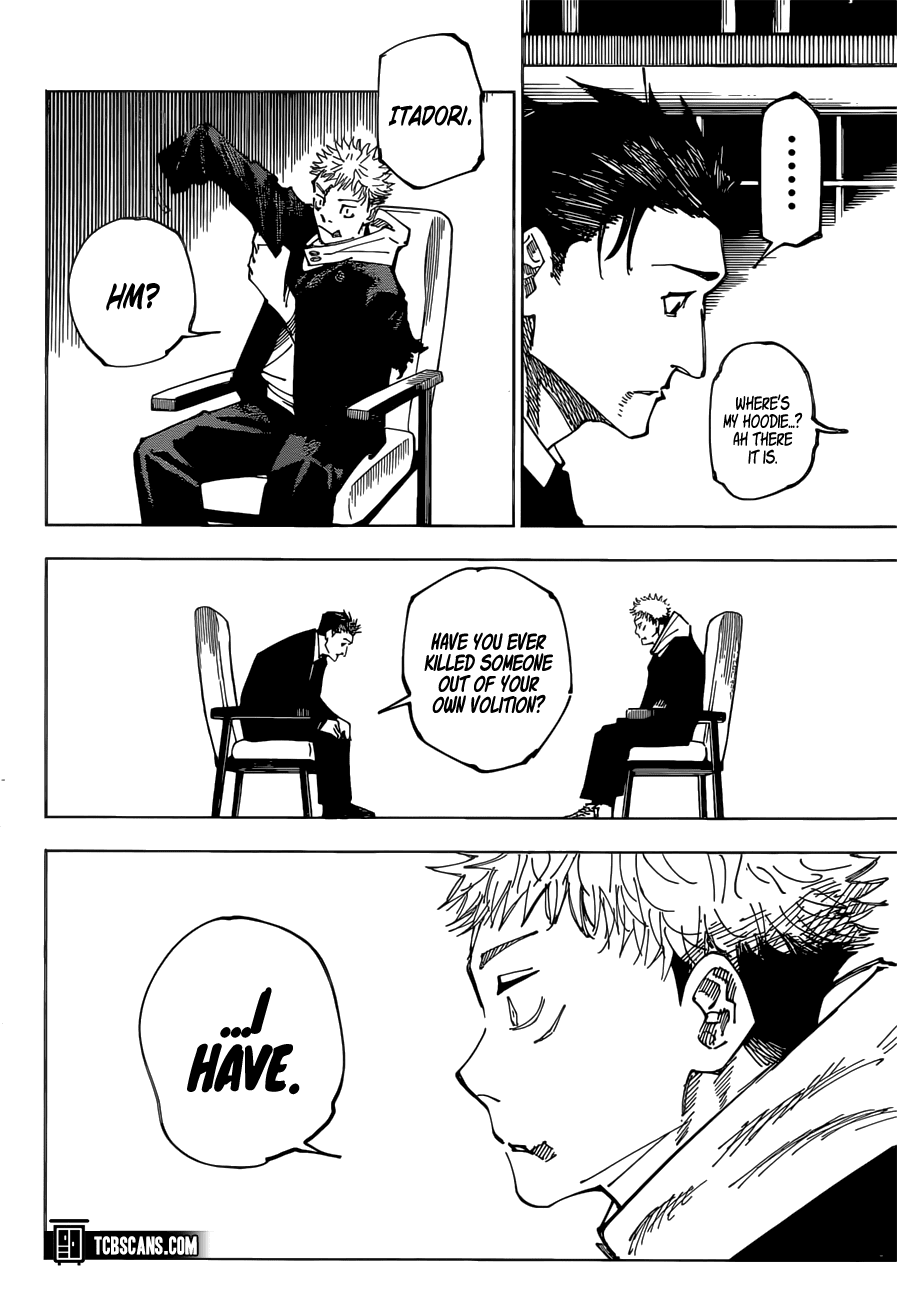 ......
WHERE'S
MY HOODIE..?
AH THERE
IT IS.
ITADORI.
HM?
HAVE YOU EVER
KILLED SOMEONE
OUT OF YOUR
OWN VOLITION?
...I
HAVE.
TCBSCANS.COM